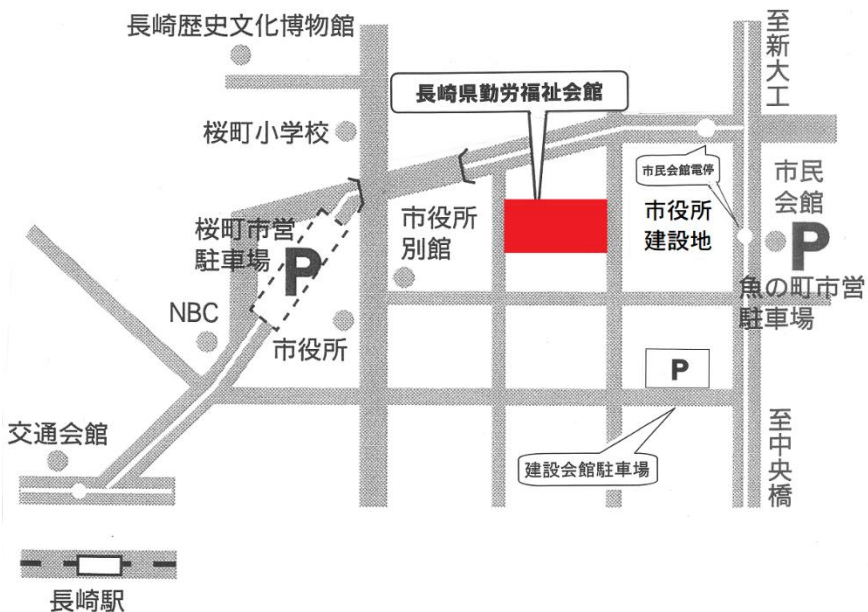 長崎歴史文化博物館
至新大工
長崎県勤労福祉会館
桜町小学校
市民会館電停
市民
会館
P
桜町市営
駐車場
P
市役所
別館
市役所
建設地
魚の町市営
駐車場
NBC
市役所
P
交通会館
建設会館駐車場
至中央橋
長崎駅